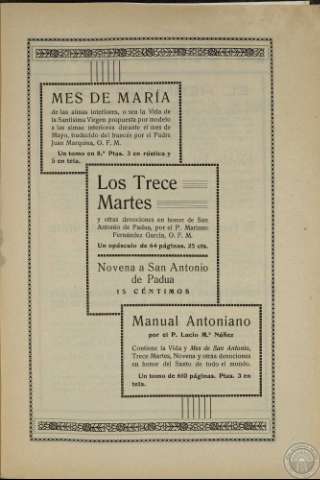 MES DE MARÍA
de las almas interiores, o sea la Vida de
la Santísima Virgen propuesta por modelo
a las almas interiores durante el mes de
Mayo, traducido del francés por el Padre
Juan Marquina, O. F. M.
Un tomo en 8.º Ptas. 3 en rústica y
5 en tela.
Los Trece
Martes
y otras devociones en honor de San
Antonio de Padua, por el P. Mariano
Fernández García, O. F. M.
Un opúsculo de 64 páginas, 25 cts.
Novena a San Antonio
de Padua
15 CÉNTIMOS
Manual Antoniano
por el P. Lucio Mª Núñez
Contiene la Vida y Mes de San Antonio,
Trece Martes, Novena y otras devociones
en honor del Santo de todo el mundo.
Un tomo de 610 páginas. Ptas. 3 en
tela.